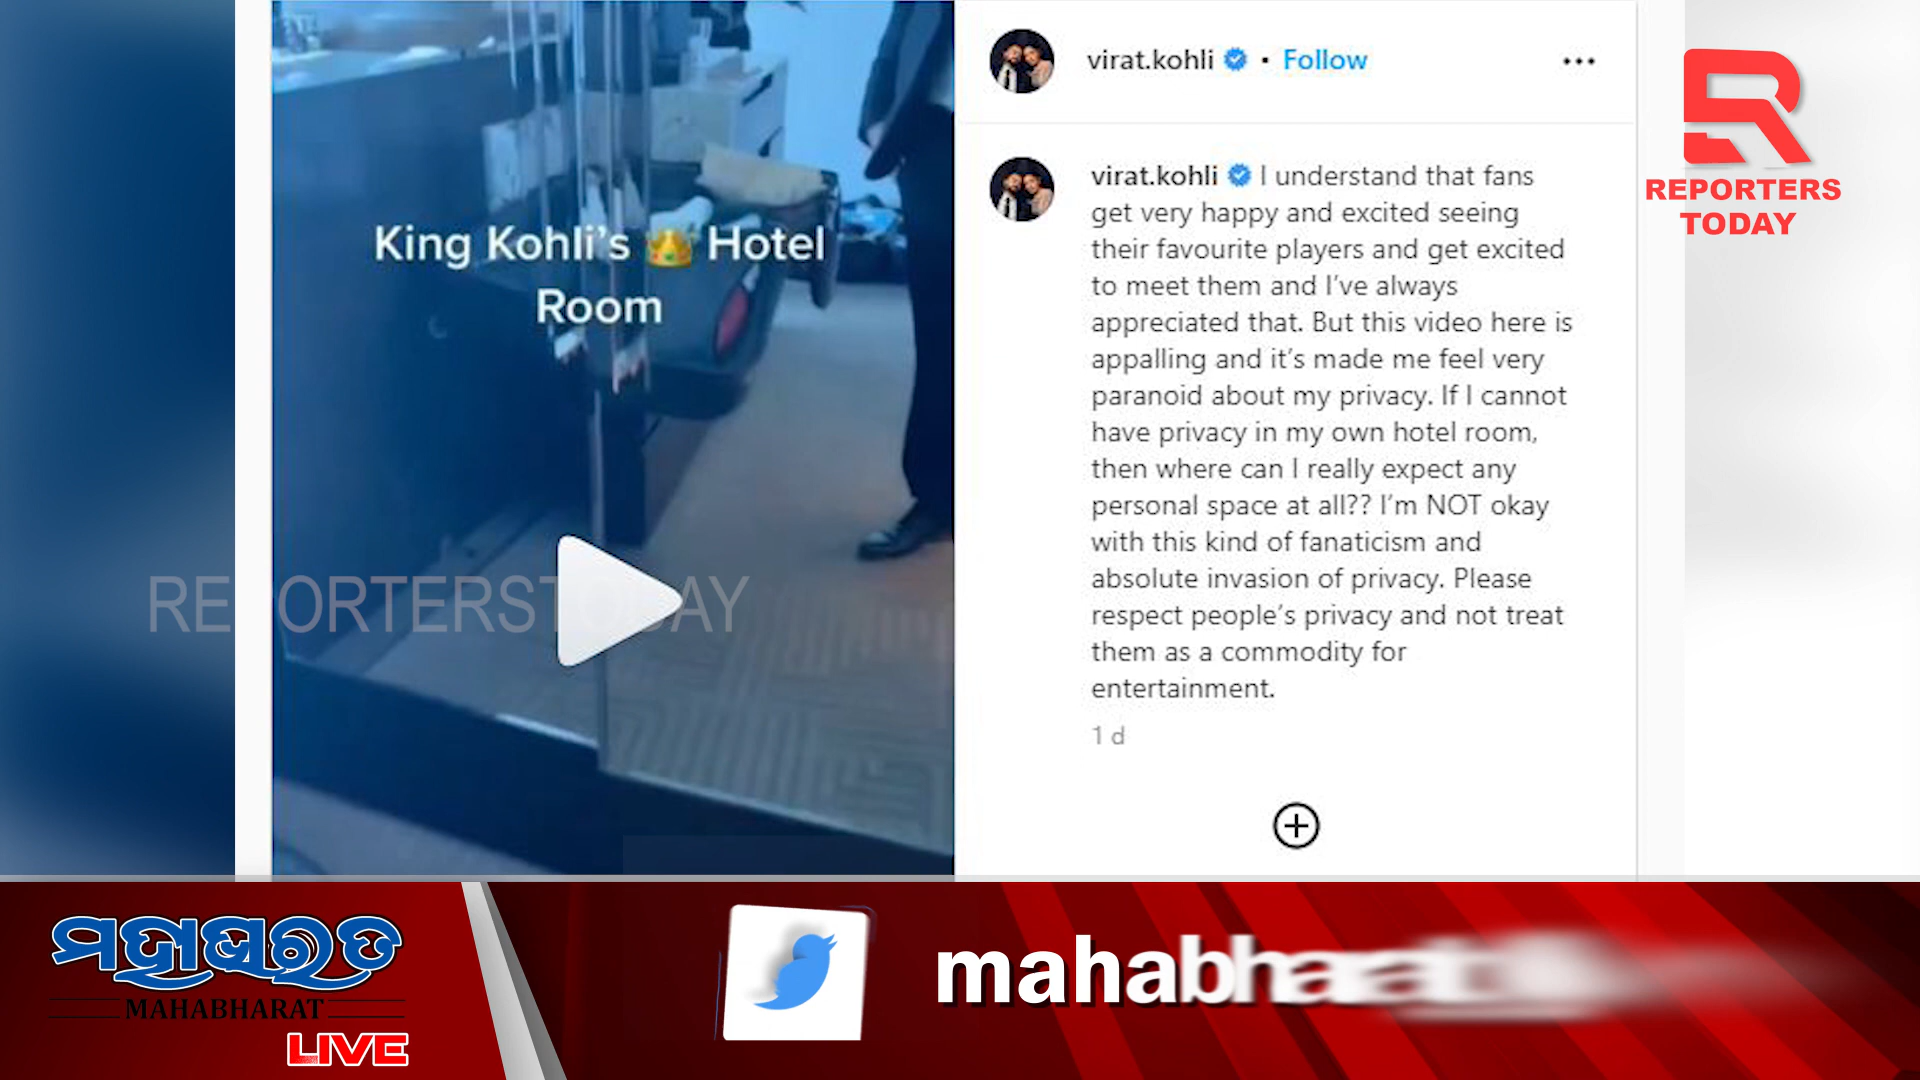 King Kohli's 👑 Hotel
Room
virat.kohli • Follow
virat.kohli I understand that fans
get very happy and excited seeing
their favourite players and get excited
to meet them and I've always
appreciated that. But this video here is
appalling and it's made me feel very
paranoid about my privacy. If I cannot
have privacy in my own hotel room,
then where can I really expect any
personal space at all?? I'm NOT okay
with this kind of fanaticism and
absolute invasion of privacy. Please
respect people's privacy and not treat
them as a commodity for
entertainment.
1 d
REPORTERS
TODAY
REPORTERSTODAY
ମହାଭାରତ
MAHABHARAT
LIVE
mahabharat